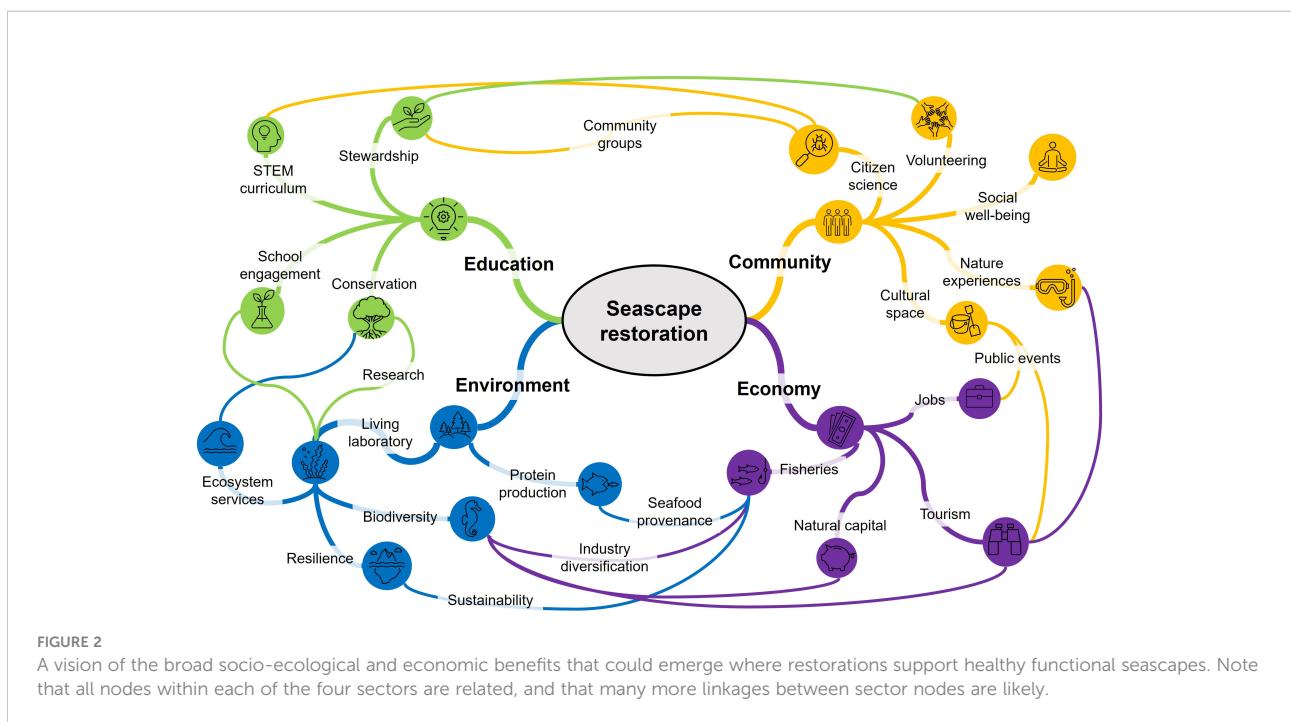 STEM
curriculum
Stewardship
Community
groups
Citizen
science
Volunteering
Social
well-being
School
engagement
Conservation
Education
Community
Nature
experiences
Cultural
space
Seascape
restoration
Public events
Research
Environment
Economy
Jobs
Living
laboratory
Ecosystem
services
Protein
production
Fisheries
Seafood
provenance
Biodiversity
Natural capital
Tourism
Resilience
Industry
diversification
Sustainability
FIGURE 2
A vision of the broad socio-ecological and economic benefits that could emerge where restorations support healthy functional seascapes. Note
that all nodes within each of the four sectors are related, and that many more linkages between sector nodes are likely.